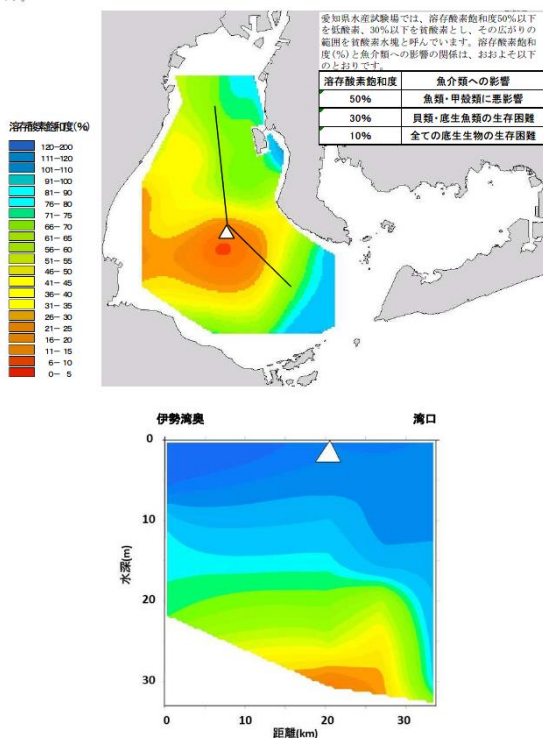 愛知県水産試験場では、溶存酸素飽和度50%以下
を低酸素、30%以下を貧酸素とし、その広がりの
範囲を貧酸素水塊と呼んでいます。溶存酸素飽和
度(%)と魚介類への影響の関係は、おおよそ以下
のとおりです。
溶存酸素飽和度 魚介類への影響
50% 魚類・甲殻類に悪影響
30% 貝類・底生魚類の生存困難
10% 全ての底生生物の生存困難
溶存酸素飽和度(%)
120-200
111-120
101-110
91-100
81-90
76-80
71-75
66-70
61-65
56-60
51-55
46-50
41-45
36-40
31-35
26-30
21-25
16-20
11-15
6-10
0-5
伊勢湾奥 湾口
0
10
20
30
水深(m)
0 10 20 30
距離(km)